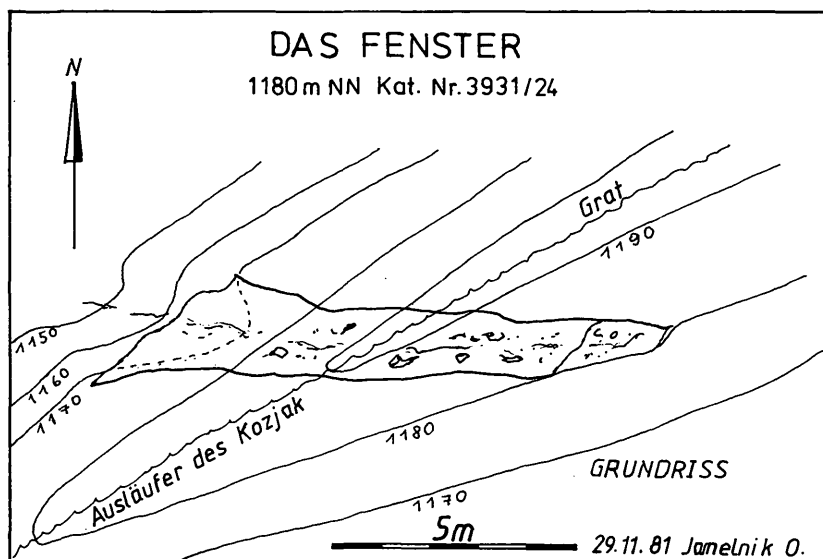 DAS FENSTER
1180 m NN Kat. Nr. 3931/24
N
Grat
1190
1150
1160
1170
Ausläufer des Kozjak
1180
1170
GRUNDRISS
5m
29.11.81 Jamelnik O.